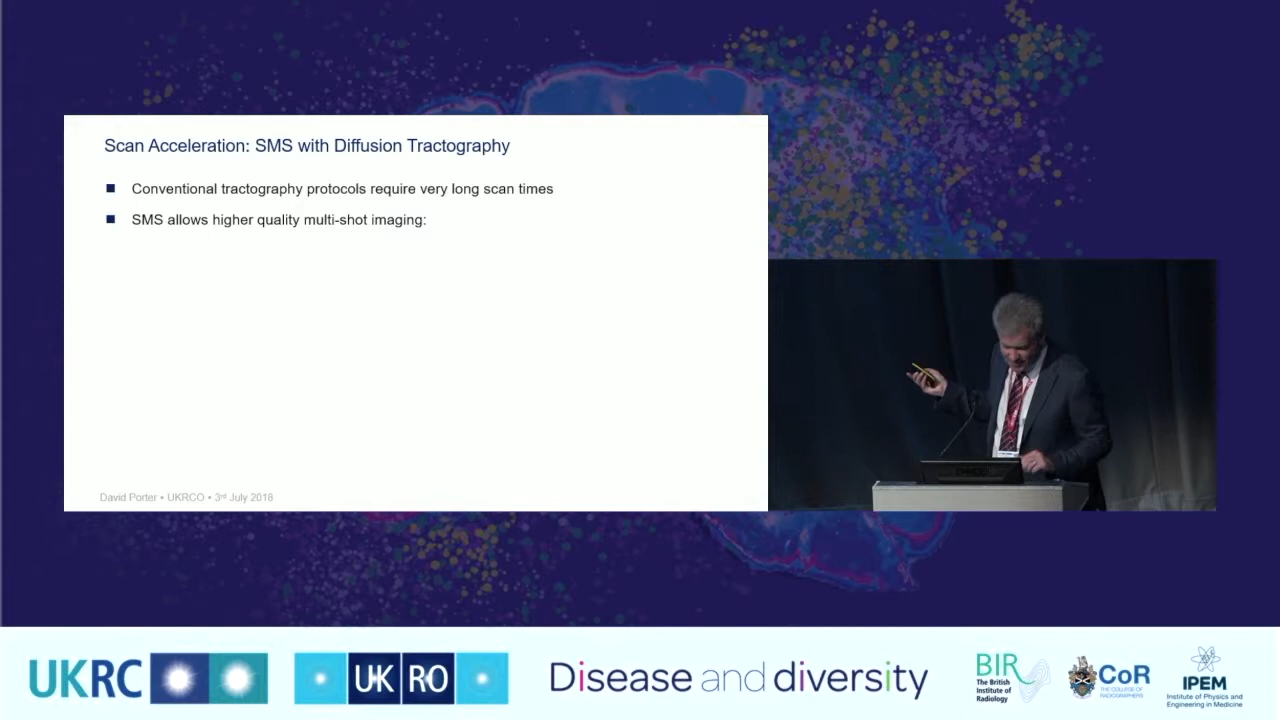 Scan Acceleration: SMS with Diffusion Tractography
Conventional tractography protocols require very long scan times
SMS allows higher quality multi-shot imaging:
David Porter • UKRCO • 3rd July 2018
UKRC
UK RO
Disease and diversity
BIR
The British
Institute of
Radiology
CoR
THE COLLEGE OF
RADIOGRAPHERS
IPEM
Institute of Physics and
Engineering in Medicine